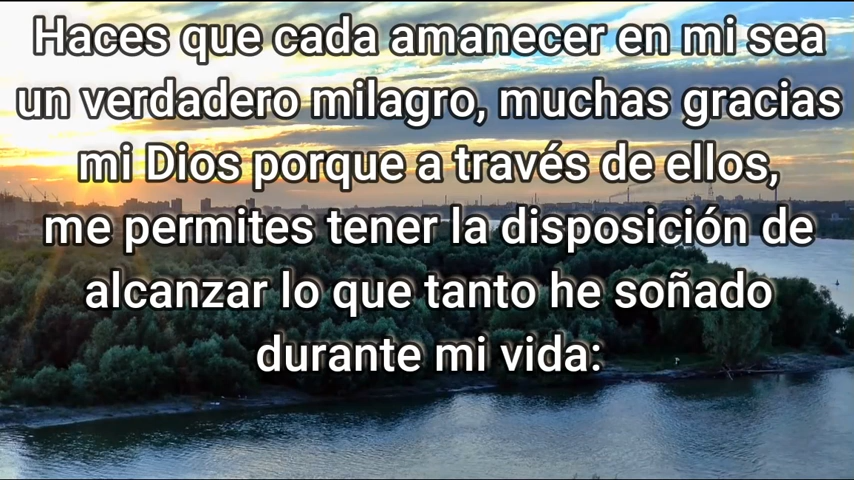 Haces que cada amanecer en mi sea
un verdadero milagro, muchas gracias
mi Dios porque a través de ellos,
me permites tener la disposición de
alcanzar lo que tanto he soñado
durante mi vida: